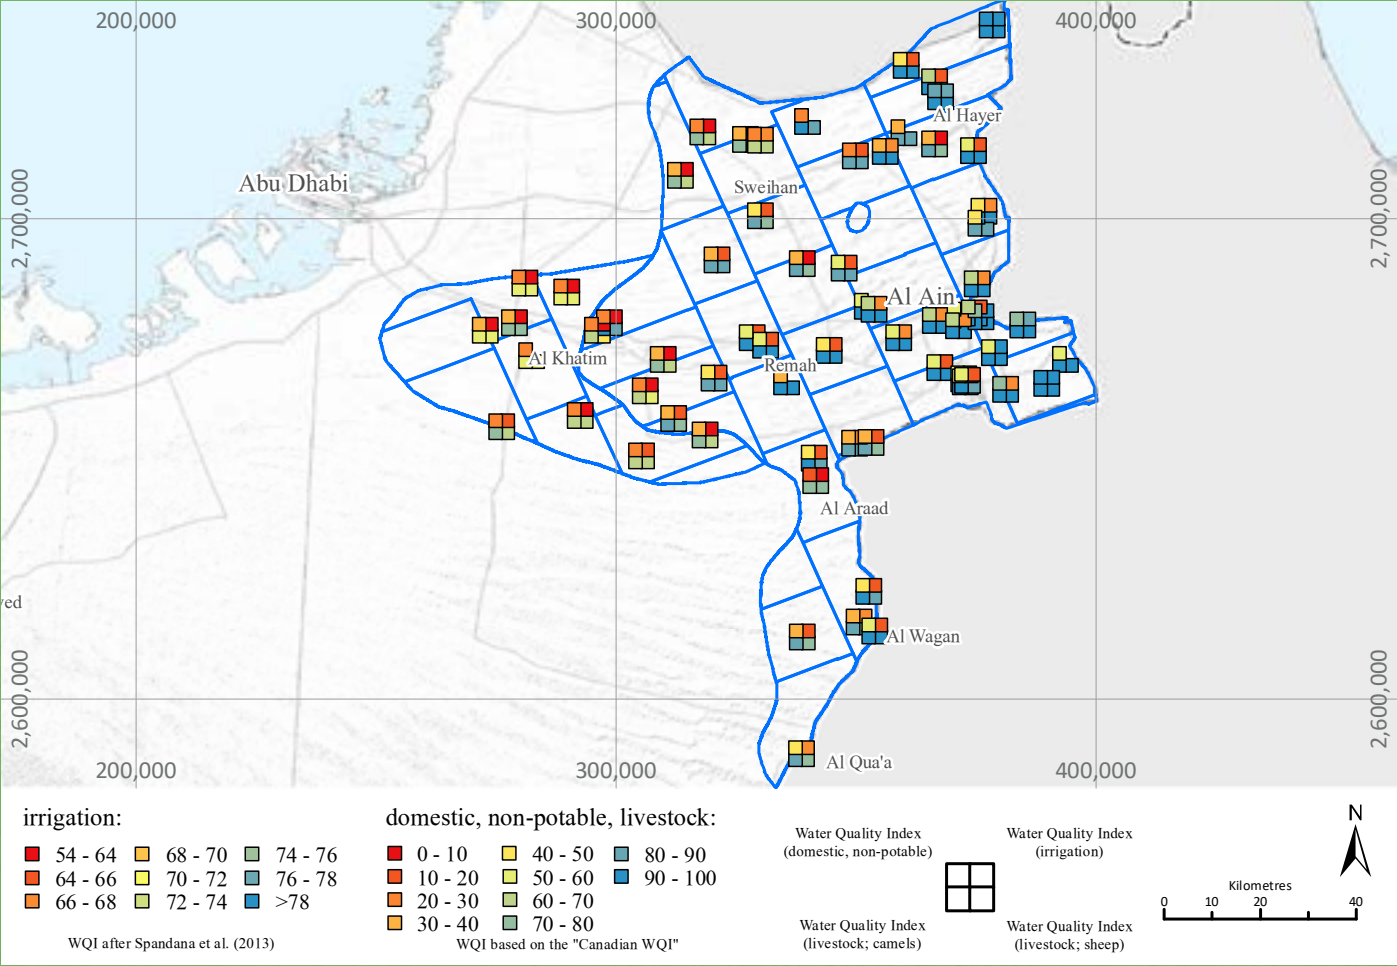 200,000
300,000
400,000
Al Hayer
Abu Dhabi
Sweihan
2,700,000
2,700,000
Al Ain
Al Khatim
Remah
Al Araad
ved
Al Wagan
2,600,000
2,600,000
Al Qua'a
200,000
300,000
400,000
irrigation:
54 - 64
64 - 66
66 - 68
68 - 70
70 - 72
72 - 74
74 - 76
76 - 78
>78
WQI after Spandana et al. (2013)
domestic, non-potable, livestock:
0 - 10
10 - 20
20 - 30
30 - 40
40 - 50
50 - 60
60 - 70
70 - 80
80 - 90
90 - 100
WQI based on the "Canadian WQI"
Water Quality Index
(domestic, non-potable)
Water Quality Index
(irrigation)
Water Quality Index
(livestock; camels)
Water Quality Index
(livestock; sheep)
N
Kilometres
0 10 20 40